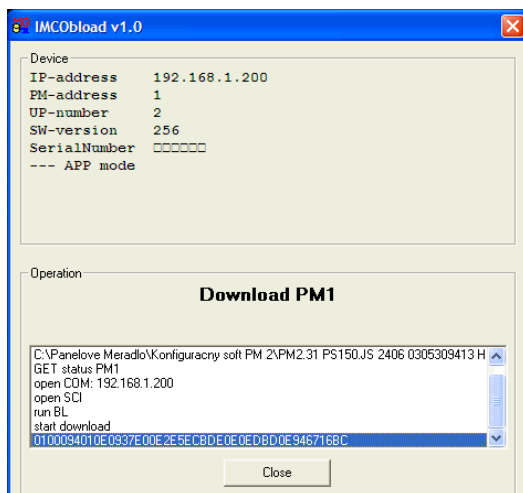 IMCObload v1.0
Device
IP-address 192.168.1.200
PM-address 1
UP-number 2
SW-version 256
SerialNumber □□□□□□
--- APP mode
Operation
Download PM1
C:\Panelove Meradlo\Konfiguracny soft PM 2\PM2.31 PS150.JS 2406 0305309413 H
GET status PM1
open COM: 192.168.1.200
open SCI
run BL
start download
0100094010E0937E00E2E5ECBDE0E0EDBD0E946716BC
Close